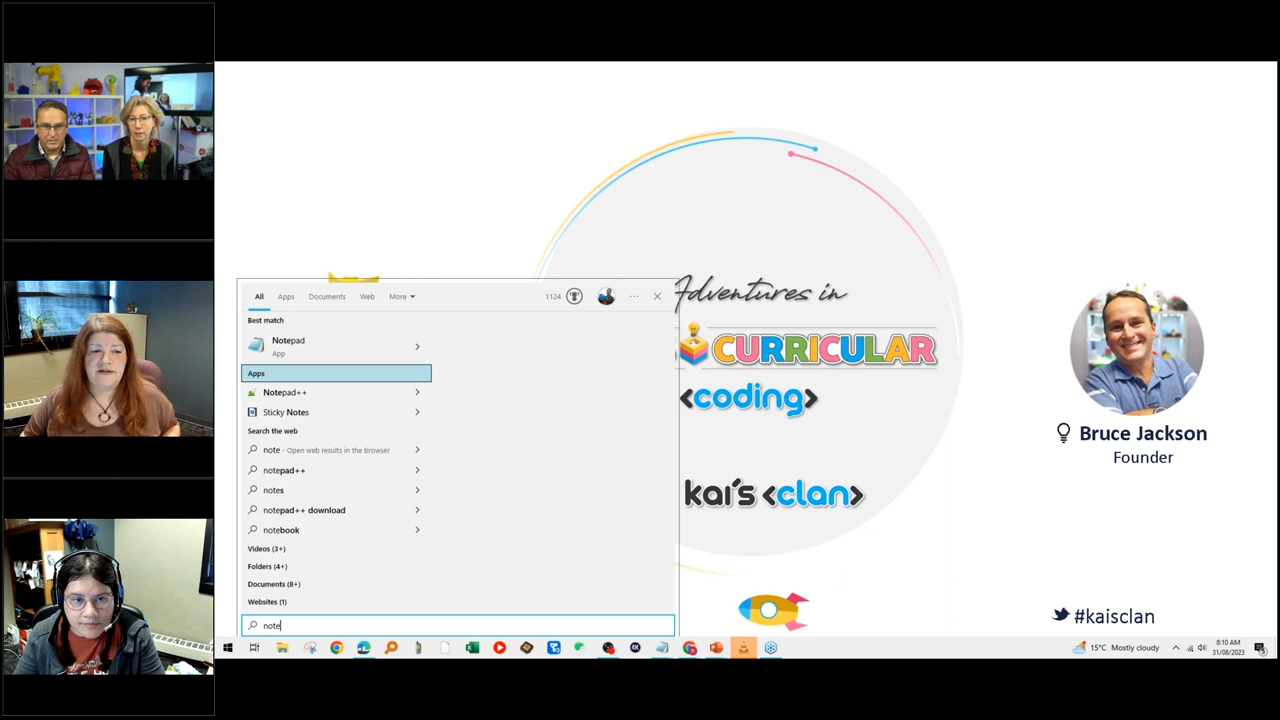 All Apps Documents Web More 1124 ...
Best match
Notepad
App
Apps
Notepad++
Sticky Notes
Search the web
note - Open web results in the browser
notepad++
notes
notepad++ download
notebook
Videos (3+)
Folders (4+)
Documents (8+)
Websites (1)
note
Adventures in
CURRICULAR
<coding>
kai's <clan>
Bruce Jackson
Founder
#kaisclan
15°C Mostly cloudy
8:10 AM
31/08/2023